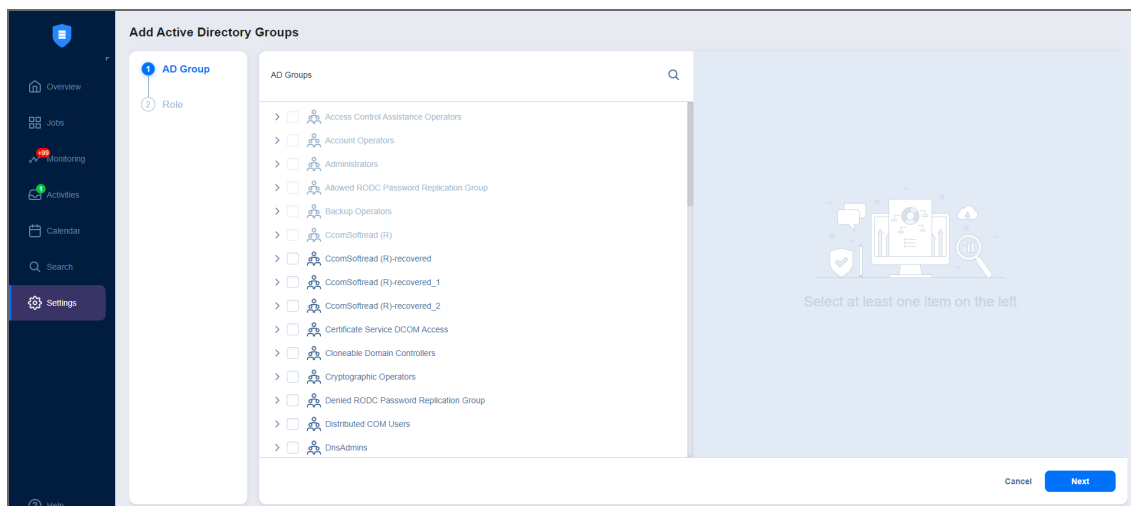 Add Active Directory Groups
Overview
Jobs
+99
Monitoring
1
Activities
Calendar
Search
Settings
Help
1 AD Group
2 Role
AD Groups
Access Control Assistance Operators
Account Operators
Administrators
Allowed RODC Password Replication Group
Backup Operators
CcomSoftread (R)
CcomSoftread (R)-recovered
CcomSoftread (R)-recovered_1
CcomSoftread (R)-recovered_2
Certificate Service DCOM Access
Cloneable Domain Controllers
Cryptographic Operators
Denied RODC Password Replication Group
Distributed COM Users
DnsAdmins
Select at least one item on the left
Cancel
Next